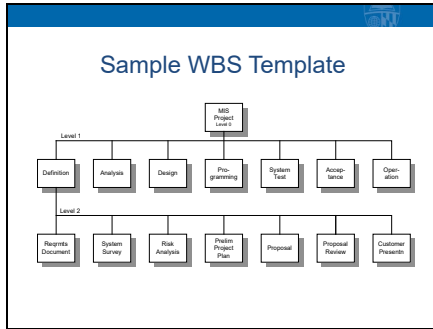 Sample WBS Template
MIS
Project
Level 0
Level 1
Definition
Analysis
Design
Pro-
gramming
System
Test
Accep-
tance
Oper-
ation
Level 2
Reqrmts
Document
System
Survey
Risk
Analysis
Prelim
Project
Plan
Proposal
Proposal
Review
Customer
Presentn